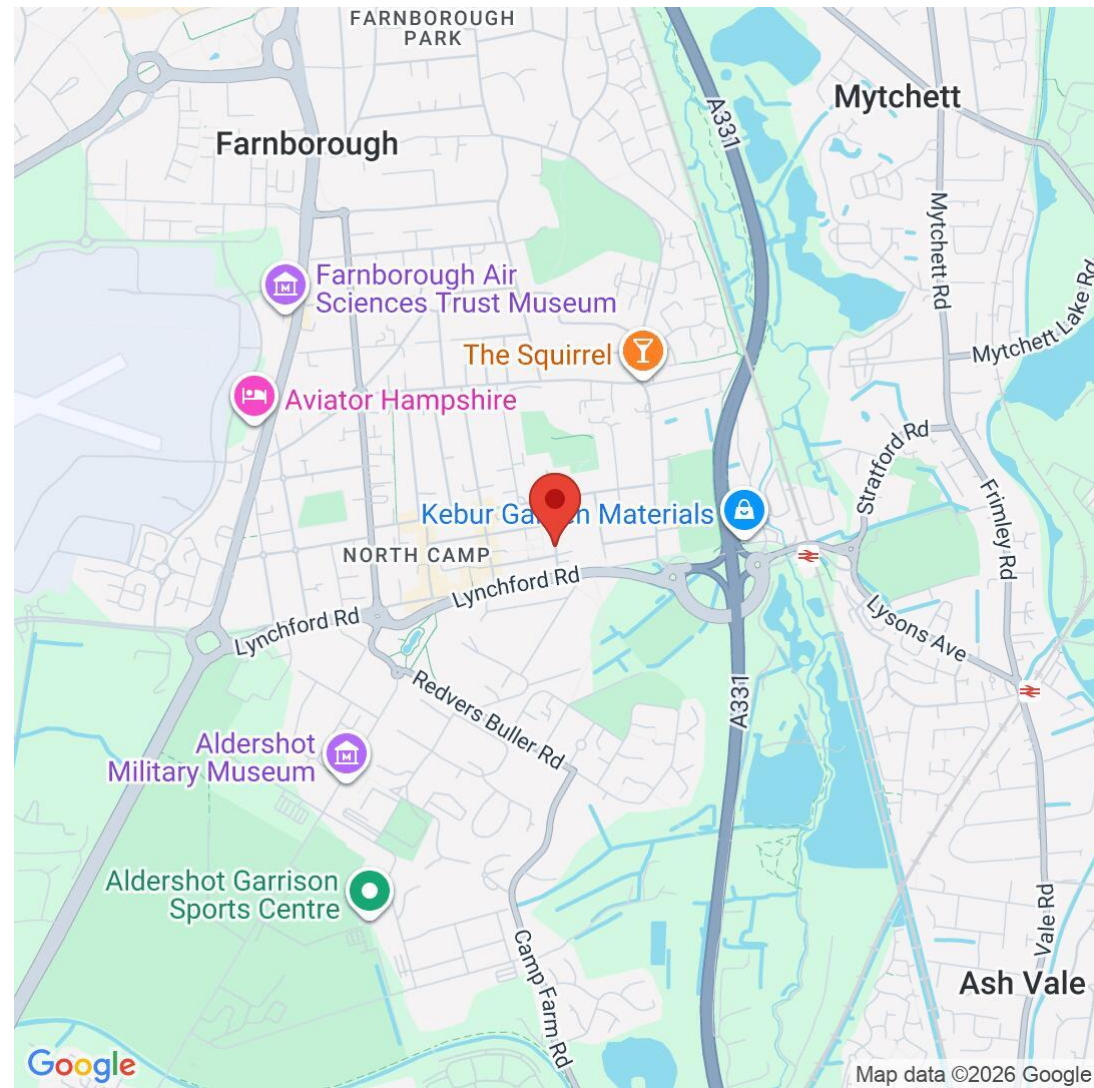 FARNBOROUGH
PARK
Mytchett
A331
Farnborough
Mytchett Rd
Farnborough Air
Sciences Trust Museum
Mytchett Lake Rd
The Squirrel
Aviator Hampshire
Stratford Rd
Frimley Rd
Kebur Garden Materials
NORTH CAMP
Lynchford Rd
Lynchford Rd
Lysons Ave
Redvers Buller Rd
A331
Aldershot
Military Museum
Aldershot Garrison
Sports Centre
Vale Rd
Camp Farm Rd
Ash Vale
Google
Map data ©2026 Google